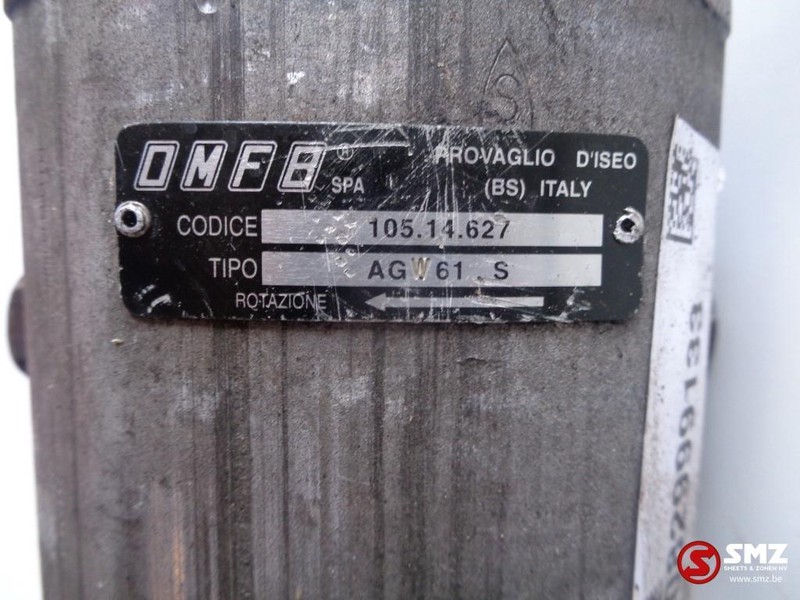 OMFB® SPA PROVAGLIO D'ISEO
(BS) ITALY
CODICE 105.14.627
TIPO AGW61.S
ROTAZIONE
S
SMZ
SHEETS & ZONEN NV
www.smz.be